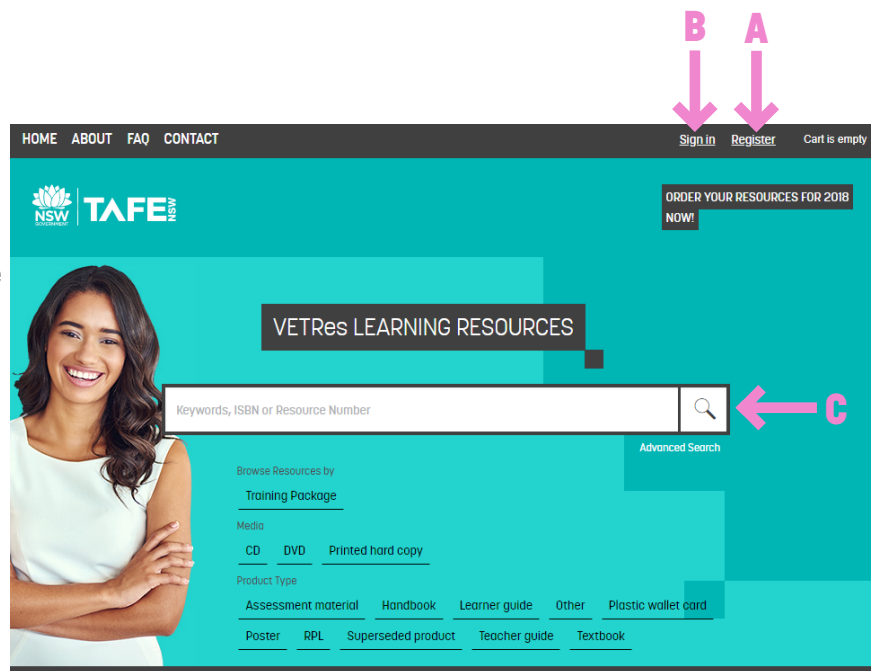 B A
HOME ABOUT FAQ CONTACT Sign in Register Cart is empty
NSW GOVERNMENT TAFE NSW
ORDER YOUR RESOURCES FOR 2018
NOW!
e
VETRes LEARNING RESOURCES
Keywords, ISBN or Resource Number
C
Advanced Search
Browse Resources by
Training Package
Media
CD DVD Printed hard copy
Product Type
Assessment material Handbook Learner guide Other Plastic wallet card
Poster RPL Superseded product Teacher guide Textbook